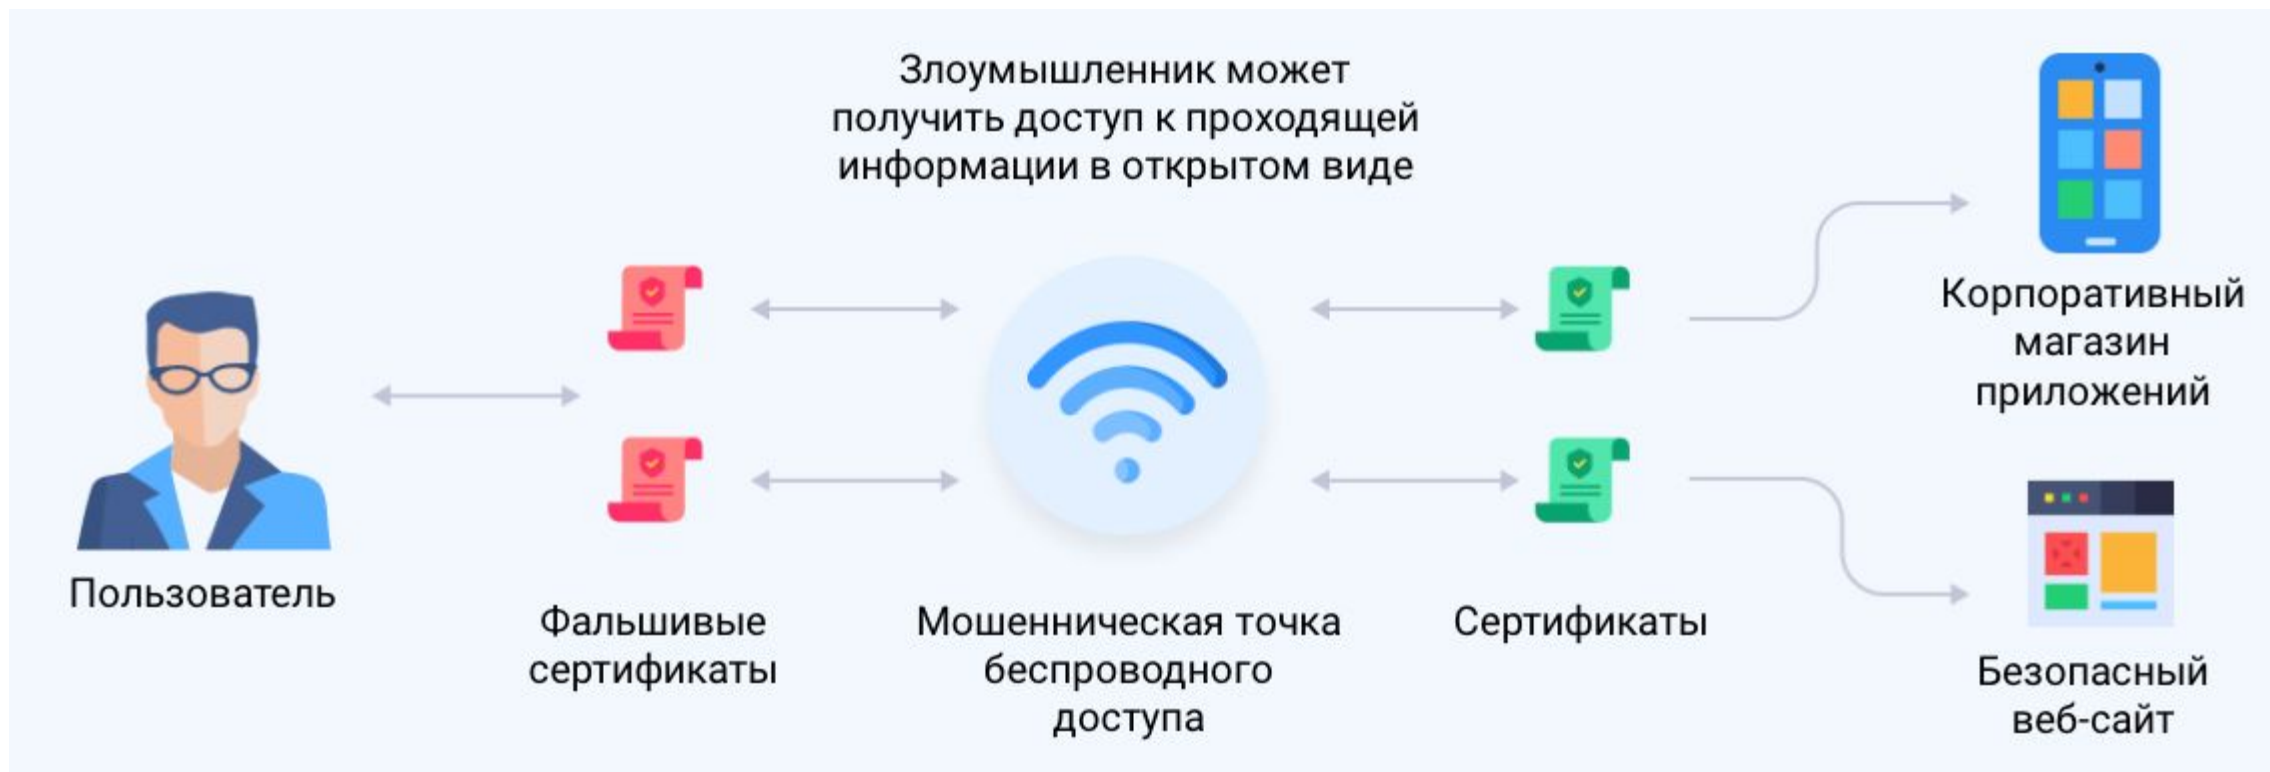 Злоумышленник может
получить доступ к проходящей
информации в открытом виде
Пользователь
Фальшивые
сертификаты
Мошенническая точка
беспроводного
доступа
Сертификаты
Корпоративный
магазин
приложений
Безопасный
веб-сайт